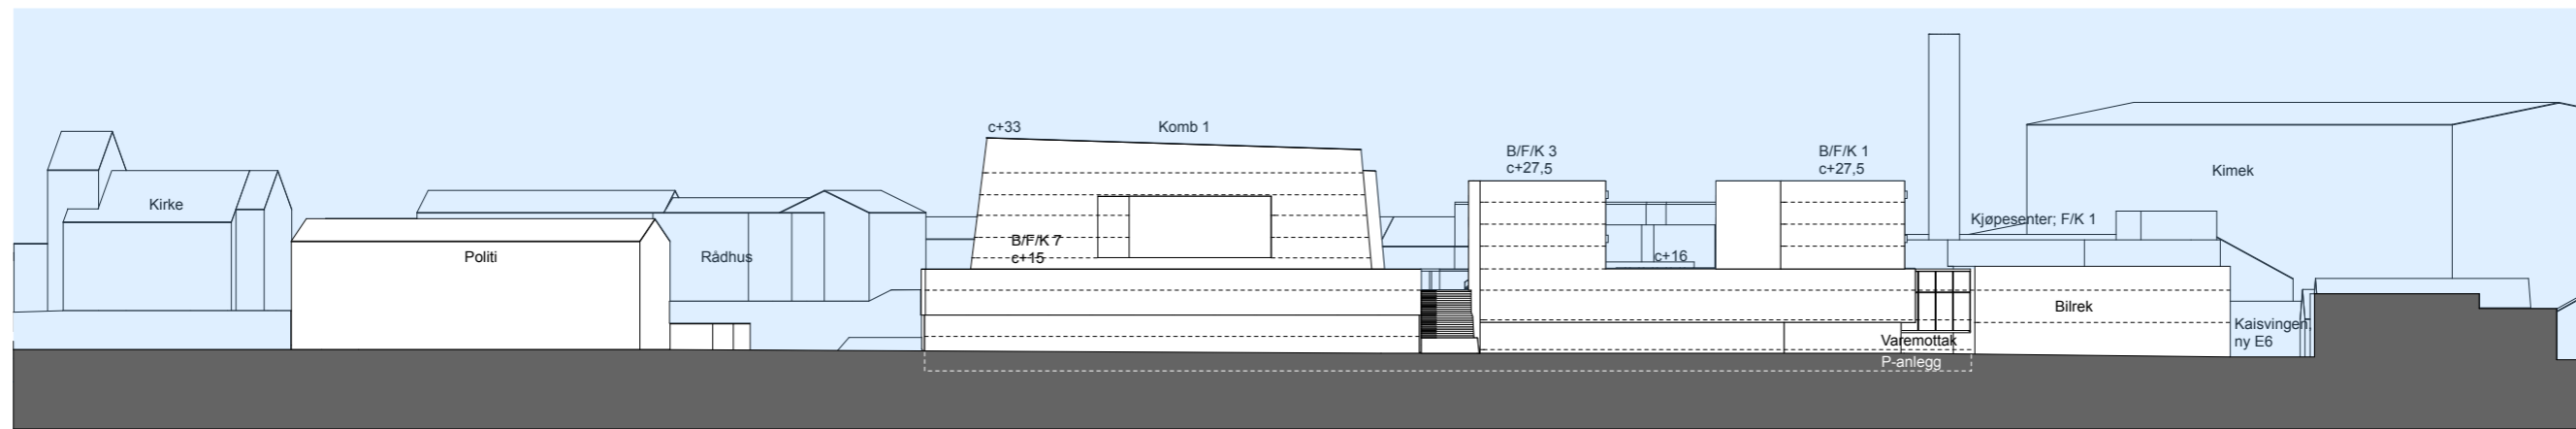 Kirke
Politi
Rådhus
c+33
Komb 1
B/F/K 7
c+15
B/F/K 3
c+27,5
c+16
B/F/K 1
c+27,5
Kjøpesenter; F/K 1
Kimek
Bilrek
Varemottak
P-anlegg
Kaisvingen,
ny E6